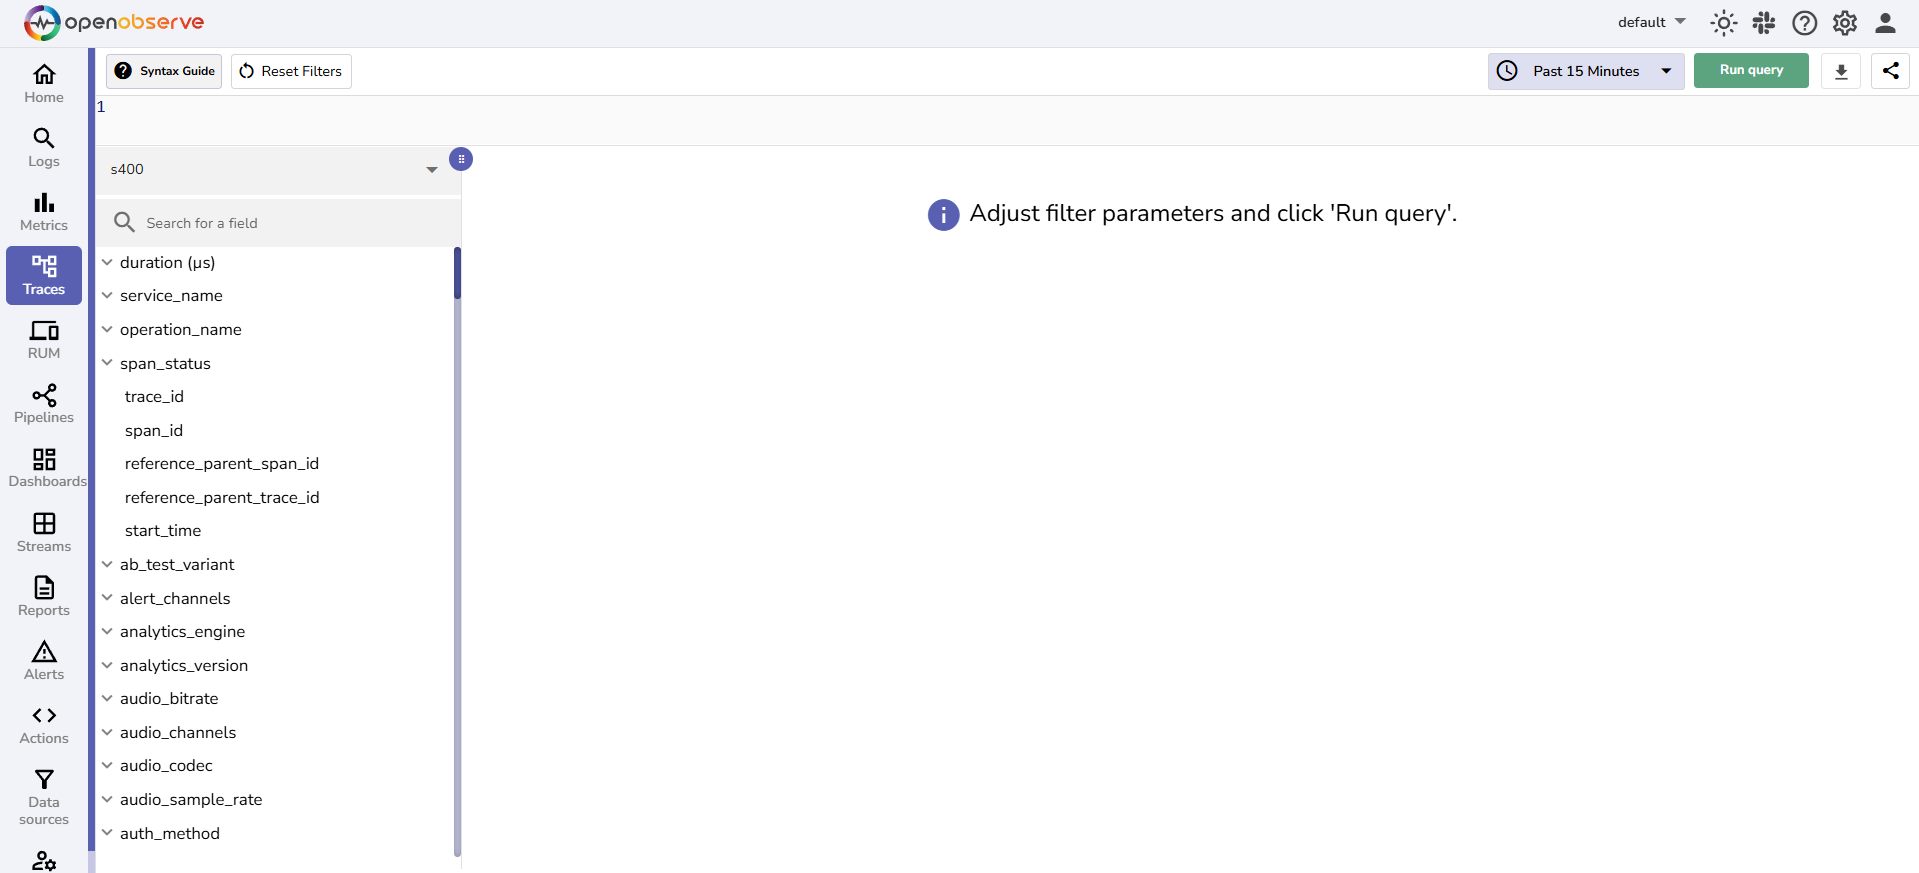 openobserve
default
Syntax Guide
Reset Filters
Past 15 Minutes
Run query
1
Home
Logs
Metrics
Traces
RUM
Pipelines
Dashboards
Streams
Reports
Alerts
Actions
Data
sources
s400
Search for a field
duration (μs)
service_name
operation_name
span_status
trace_id
span_id
reference_parent_span_id
reference_parent_trace_id
start_time
ab_test_variant
alert_channels
analytics_engine
analytics_version
audio_bitrate
audio_channels
audio_codec
audio_sample_rate
auth_method
Adjust filter parameters and click 'Run query'.